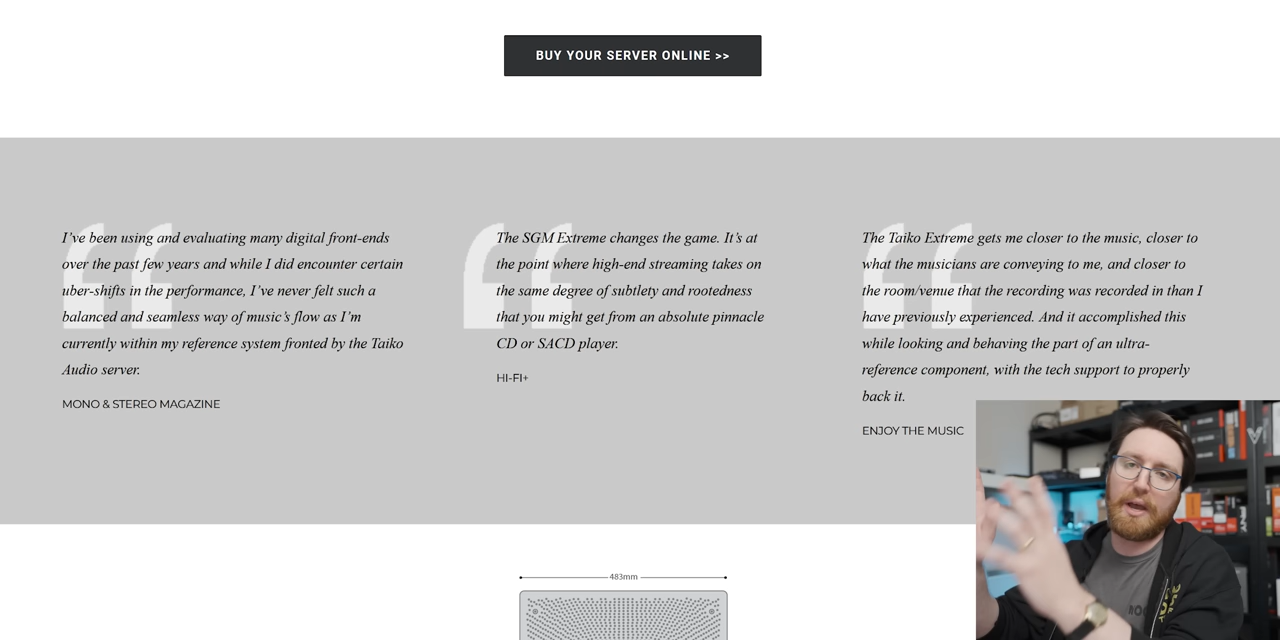 BUY YOUR SERVER ONLINE >>
I’ve been using and evaluating many digital front-ends
over the past few years and while I did encounter certain
uber-shifts in the performance, I’ve never felt such a
balanced and seamless way of music’s flow as I’m
currently within my reference system fronted by the Taiko
Audio server.
MONO & STEREO MAGAZINE
The SGM Extreme changes the game. It’s at
the point where high-end streaming takes on
the same degree of subtlety and rootedness
that you might get from an absolute pinnacle
CD or SACD player.
HI-FI+
The Taiko Extreme gets me closer to the music, closer to
what the musicians are conveying to me, and closer to
the room/venue that the recording was recorded in than I
have previously experienced. And it accomplished this
while looking and behaving the part of an ultra-
reference component, with the tech support to properly
back it.
ENJOY THE MUSIC
483mm